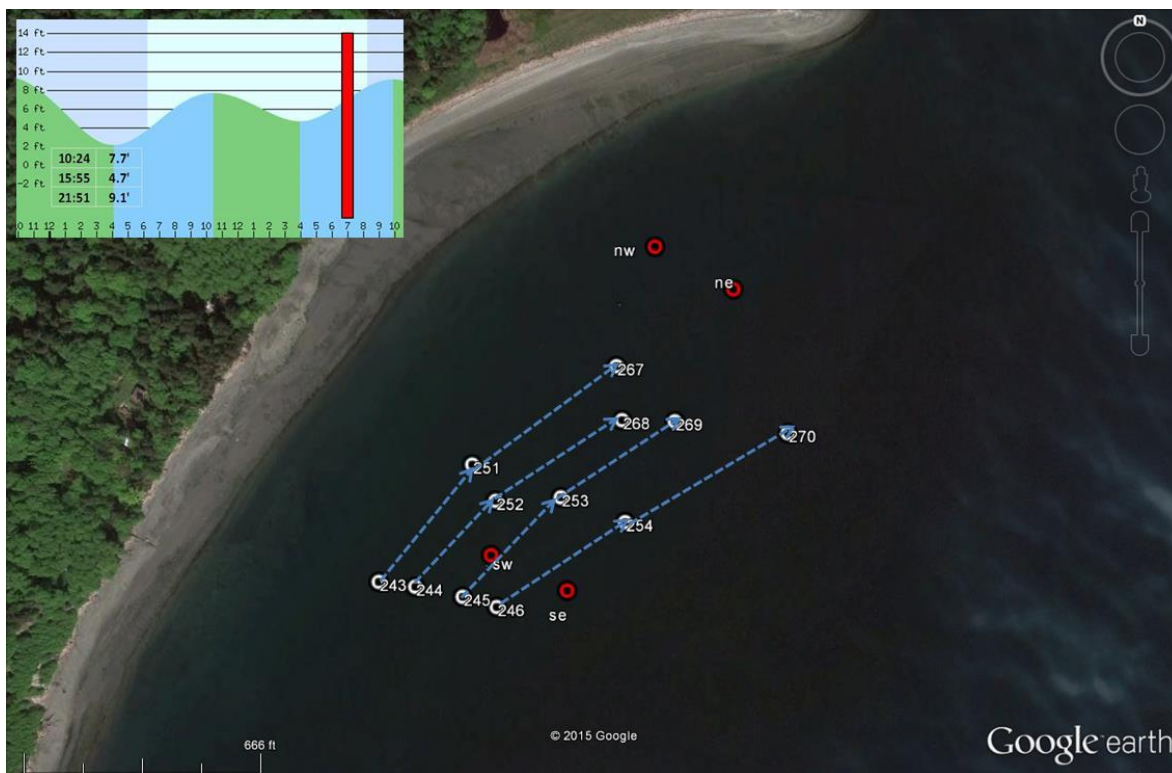 14 ft
12 ft
10 ft
8 ft
6 ft
4 ft
2 ft
0 ft
-2 ft
10:24 7.7'
15:55 4.7'
21:51 9.1'
0 11 12 1 2 3 4 5 6 7 8 9 10 11 12 1 2 3 4 5 6 7 8 9 10
N
nw
ne
267
268
269
270
251
252
253
254
sw
243
244
245
246
se
666 ft
© 2015 Google
Google earth